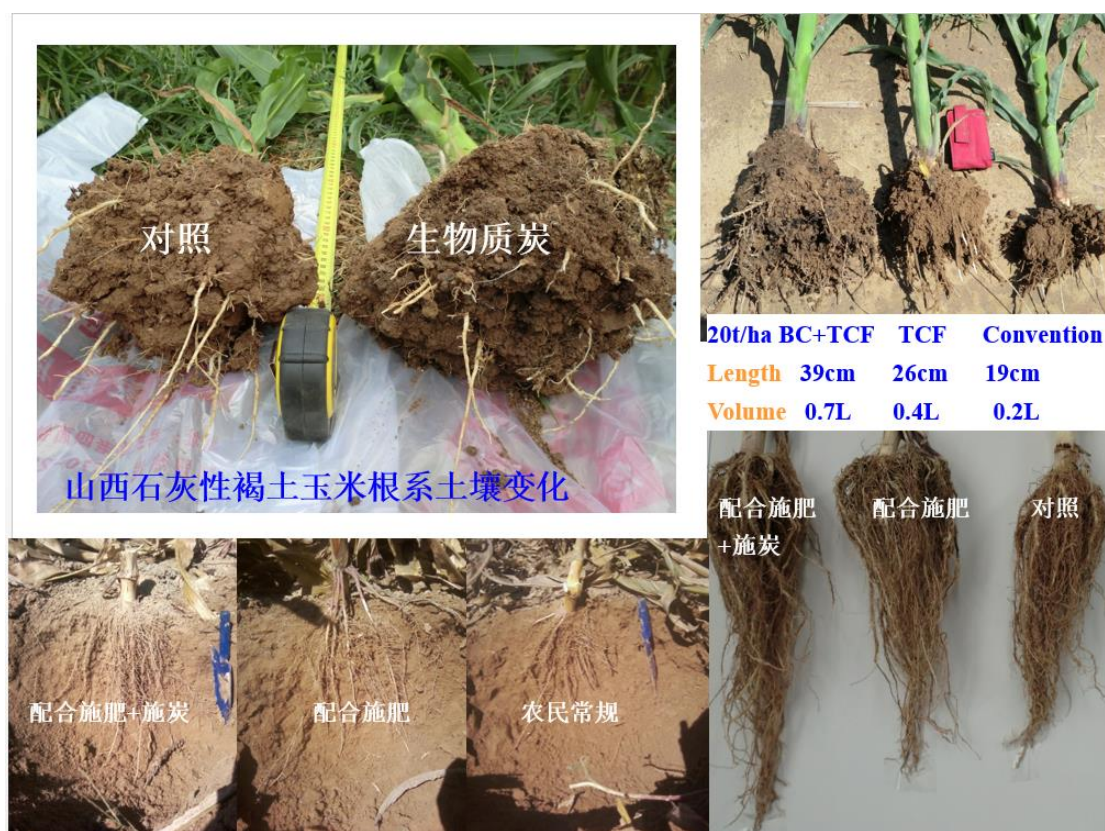 对照
生物质炭
山西石灰性褐土玉米根系土壤变化
20t/ha BC+TCF TCF Convention
Length 39cm 26cm 19cm
Volume 0.7L 0.4L 0.2L
配合施肥
+施炭
配合施肥
对照
配合施肥+施炭
配合施肥
农民常规